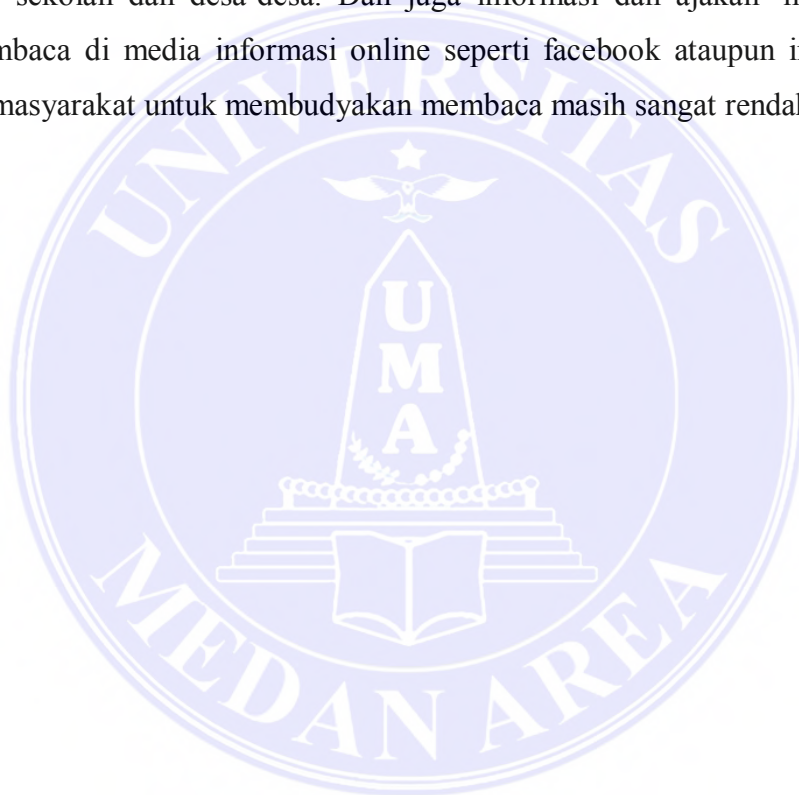 sekolah dan desa-desa. Dan juga informasi dan ajakan
mbaca di media informasi online seperti facebook ataupun i
masyarakat untuk membudyakan membaca masih sangat rendah
UNIVERSITAS
U
M
A
MEDAN AREA